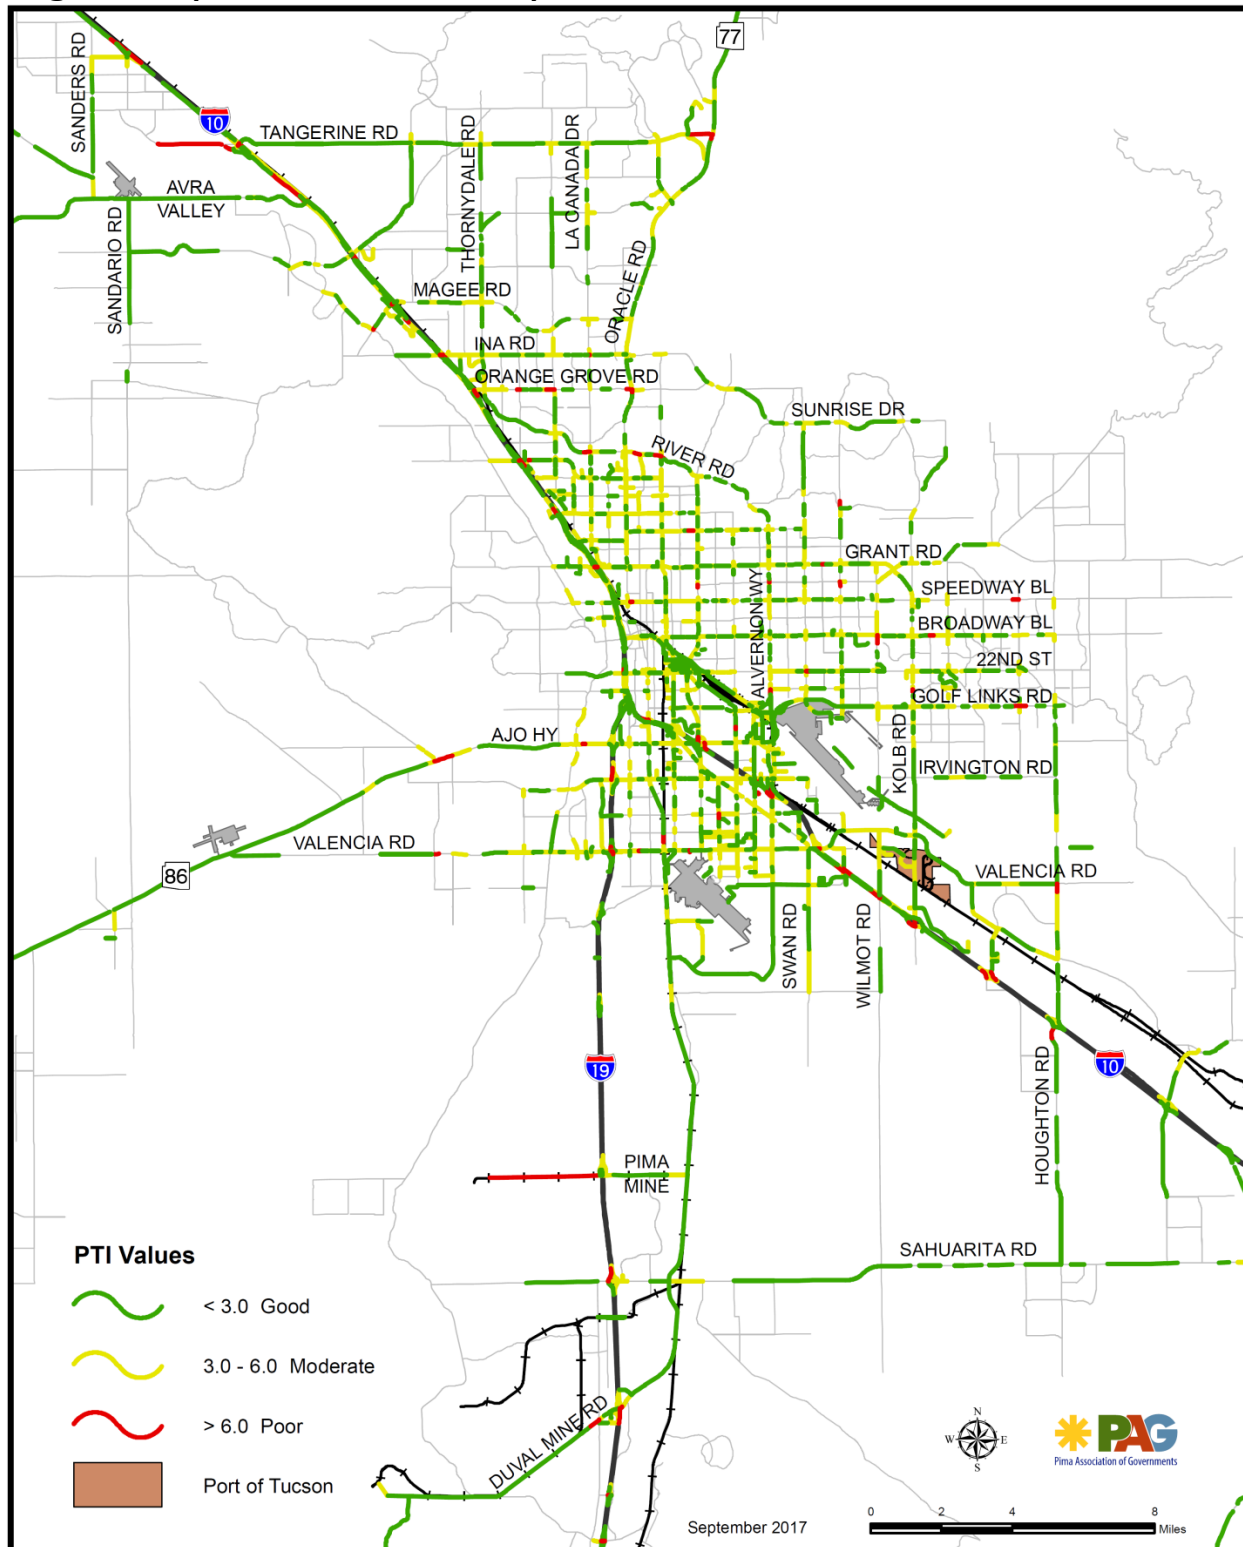 77
SANDERS RD
10
TANGERINE RD
THORNYDALE RD
LA CANADA DR
AVRA
VALLEY
SANDARIO RD
ORACLE RD
MAGEE RD
INA RD
ORANGE GROVE RD
SUNRISE DR
RIVER RD
GRANT RD
SPEEDWAY BL
ALVERNON WY
BROADWAY BL
22ND ST
GOLF LINKS RD
AJO HY
KOLB RD
IRVINGTON RD
VALENCIA RD
86
VALENCIA RD
SWAN RD
WILMOT RD
19
10
HOUGHTON RD
PIMA
MINE
SAHUARITA RD
PTI Values
< 3.0 Good
3.0 - 6.0 Moderate
> 6.0 Poor
Port of Tucson
DUVAL MINE RD
N
W E
S
PAG
Pima Association of Governments
September 2017
0 2 4 8
Miles